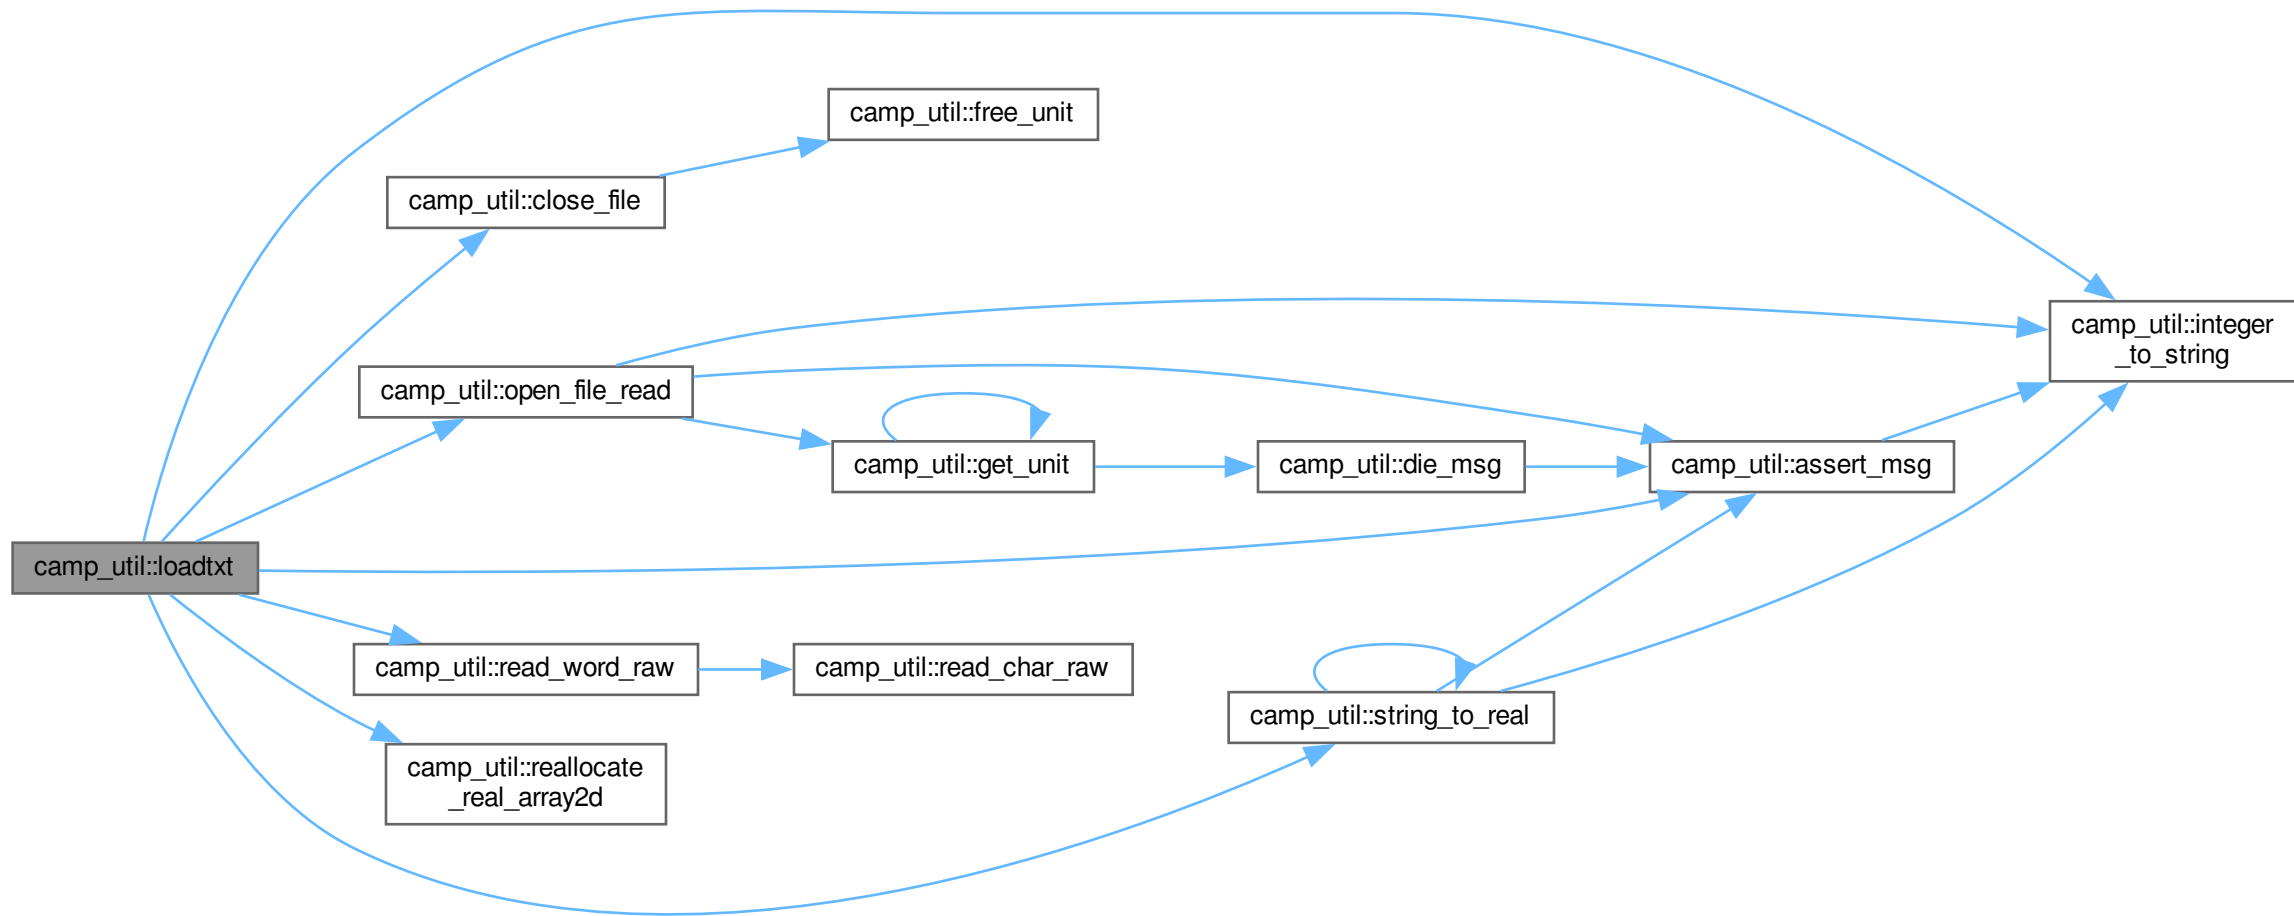 camp_util::free_unit
camp_util::close_file
camp_util::integer
_to_string
camp_util::open_file_read
camp_util::get_unit
camp_util::die_msg
camp_util::assert_msg
camp_util::loadtxt
camp_util::read_word_raw
camp_util::read_char_raw
camp_util::string_to_real
camp_util::reallocate
_real_array2d